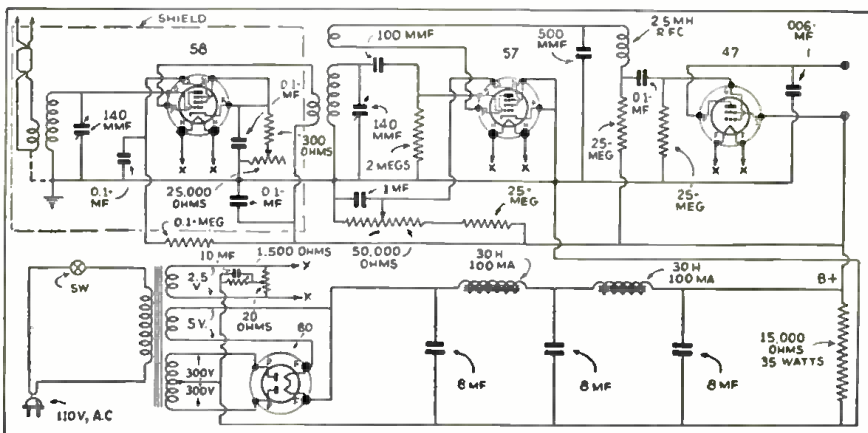 SHIELD
58
100 MMF
57
500 MMF
2.5 MH
R.F.C.
47
.006-
MF
140
MMF
0.1-
MF
300
OHMS
140
MMF
2 MEGS
0.1-
MF
.25-
MEG
25,000
OHMS
0.1-
MF
0.1-
MF
1 MF
.25-
MEG
.25-
MEG
0.1-MEG
50,000
OHMS
SW
10 MF
1,500 OHMS
X
X
X
X
X
X
X
X
2.5
V.
20
OHMS
5 V.
80
300V
300V
30 H
100 MA
30 H
100 MA
B+
8 MF
8 MF
8 MF
15,000
OHMS
35 WATTS
110V, A.C